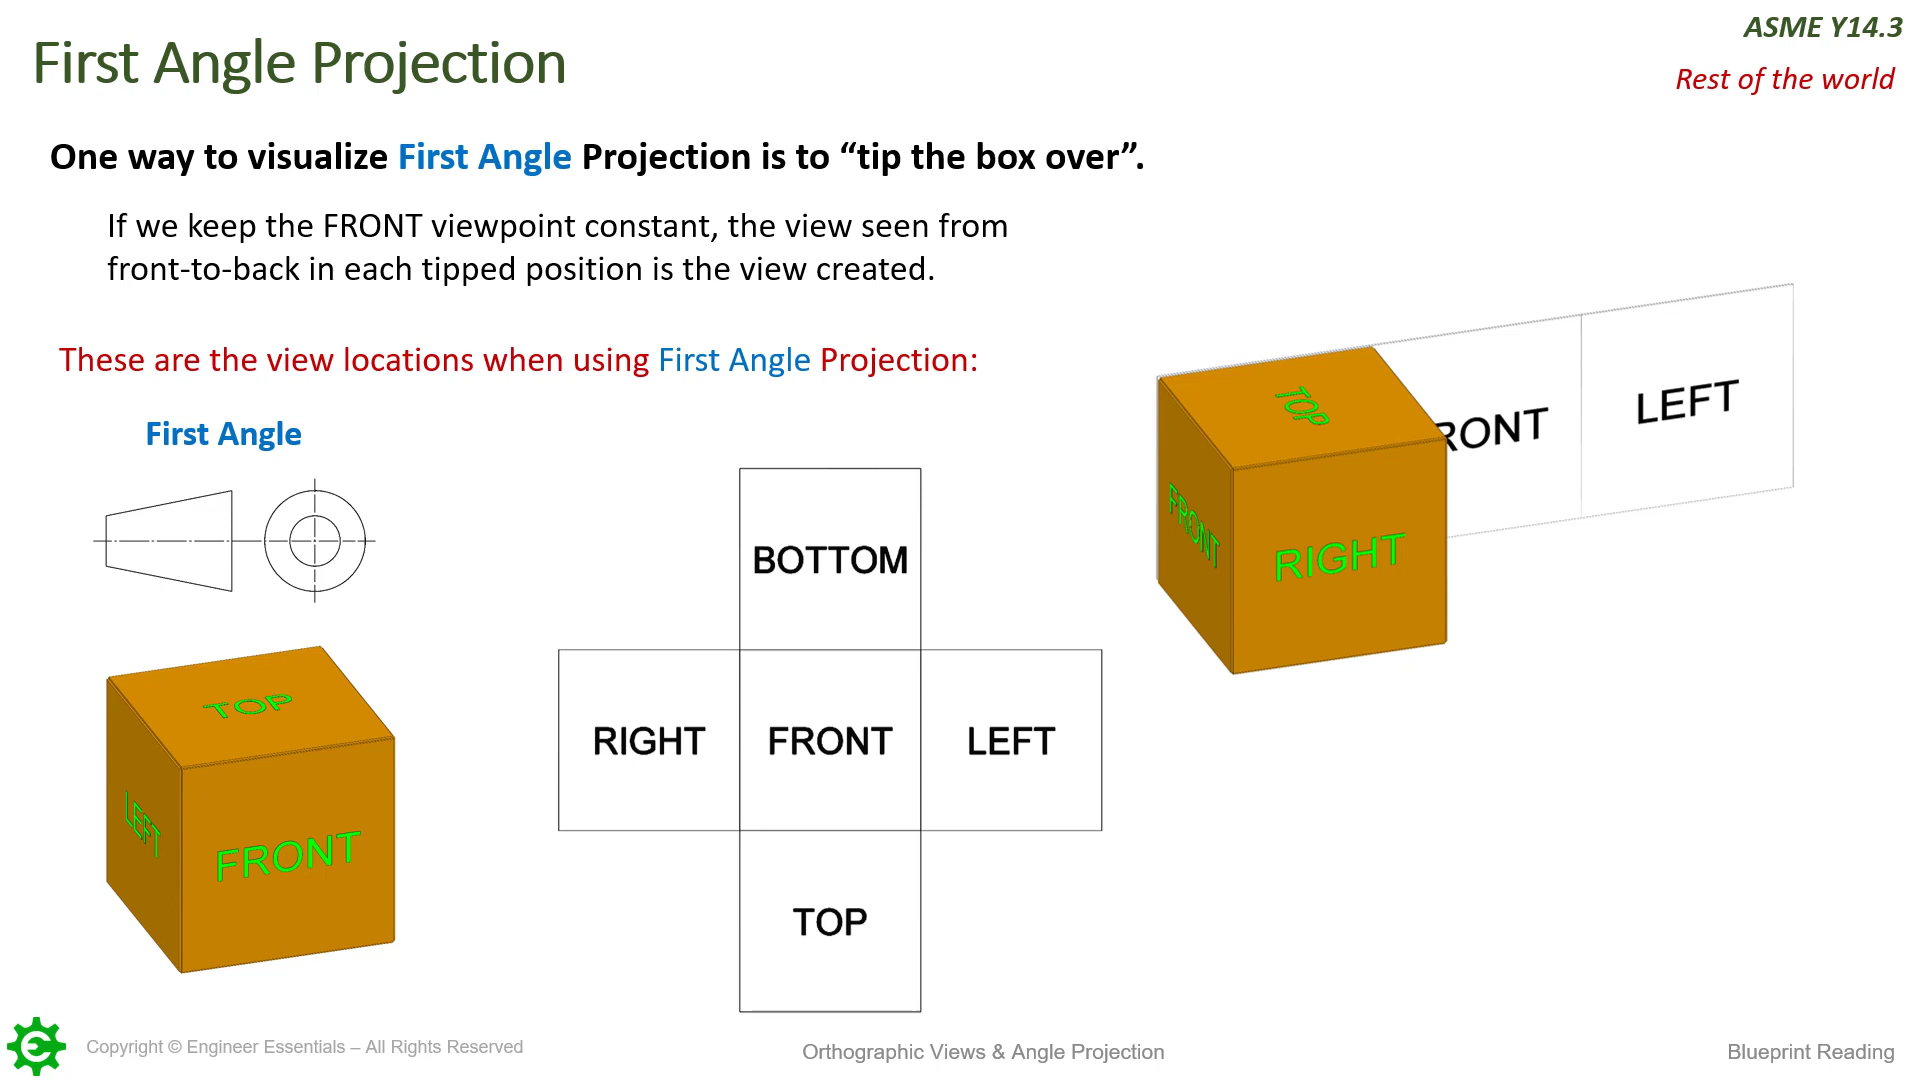 First Angle Projection
ASME Y14.3
Rest of the world
One way to visualize First Angle Projection is to “tip the box over”.
If we keep the FRONT viewpoint constant, the view seen from
front-to-back in each tipped position is the view created.
These are the view locations when using First Angle Projection:
First Angle
TOP
LEFT
FRONT
BOTTOM
RIGHT FRONT LEFT
TOP
TOP
FRONT
RIGHT
RONT
LEFT
Copyright © Engineer Essentials – All Rights Reserved
Orthographic Views & Angle Projection
Blueprint Reading